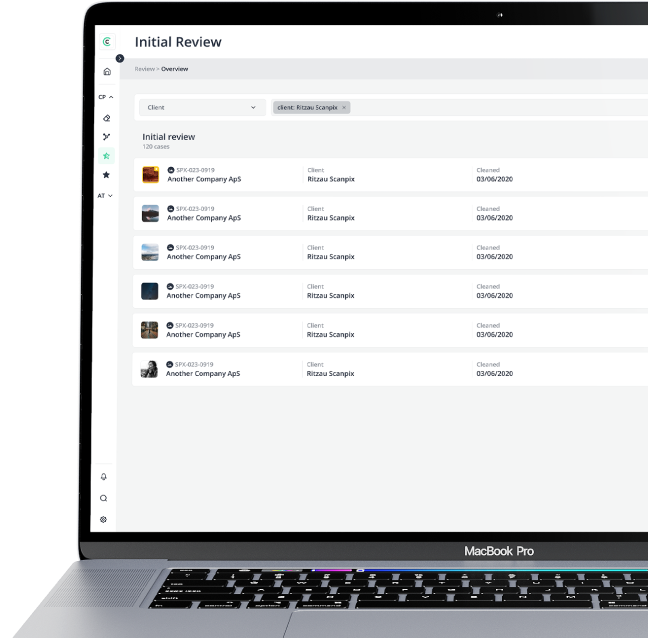 C
Initial Review
Review > Overview
CP
AT
Client
client: Ritzau Scanpix ×
Initial review
120 cases
SPX-023-0919
Another Company ApS
Client
Ritzau Scanpix
Cleaned
03/06/2020
SPX-023-0919
Another Company ApS
Client
Ritzau Scanpix
Cleaned
03/06/2020
SPX-023-0919
Another Company ApS
Client
Ritzau Scanpix
Cleaned
03/06/2020
SPX-023-0919
Another Company ApS
Client
Ritzau Scanpix
Cleaned
03/06/2020
SPX-023-0919
Another Company ApS
Client
Ritzau Scanpix
Cleaned
03/06/2020
SPX-023-0919
Another Company ApS
Client
Ritzau Scanpix
Cleaned
03/06/2020
MacBook Pro